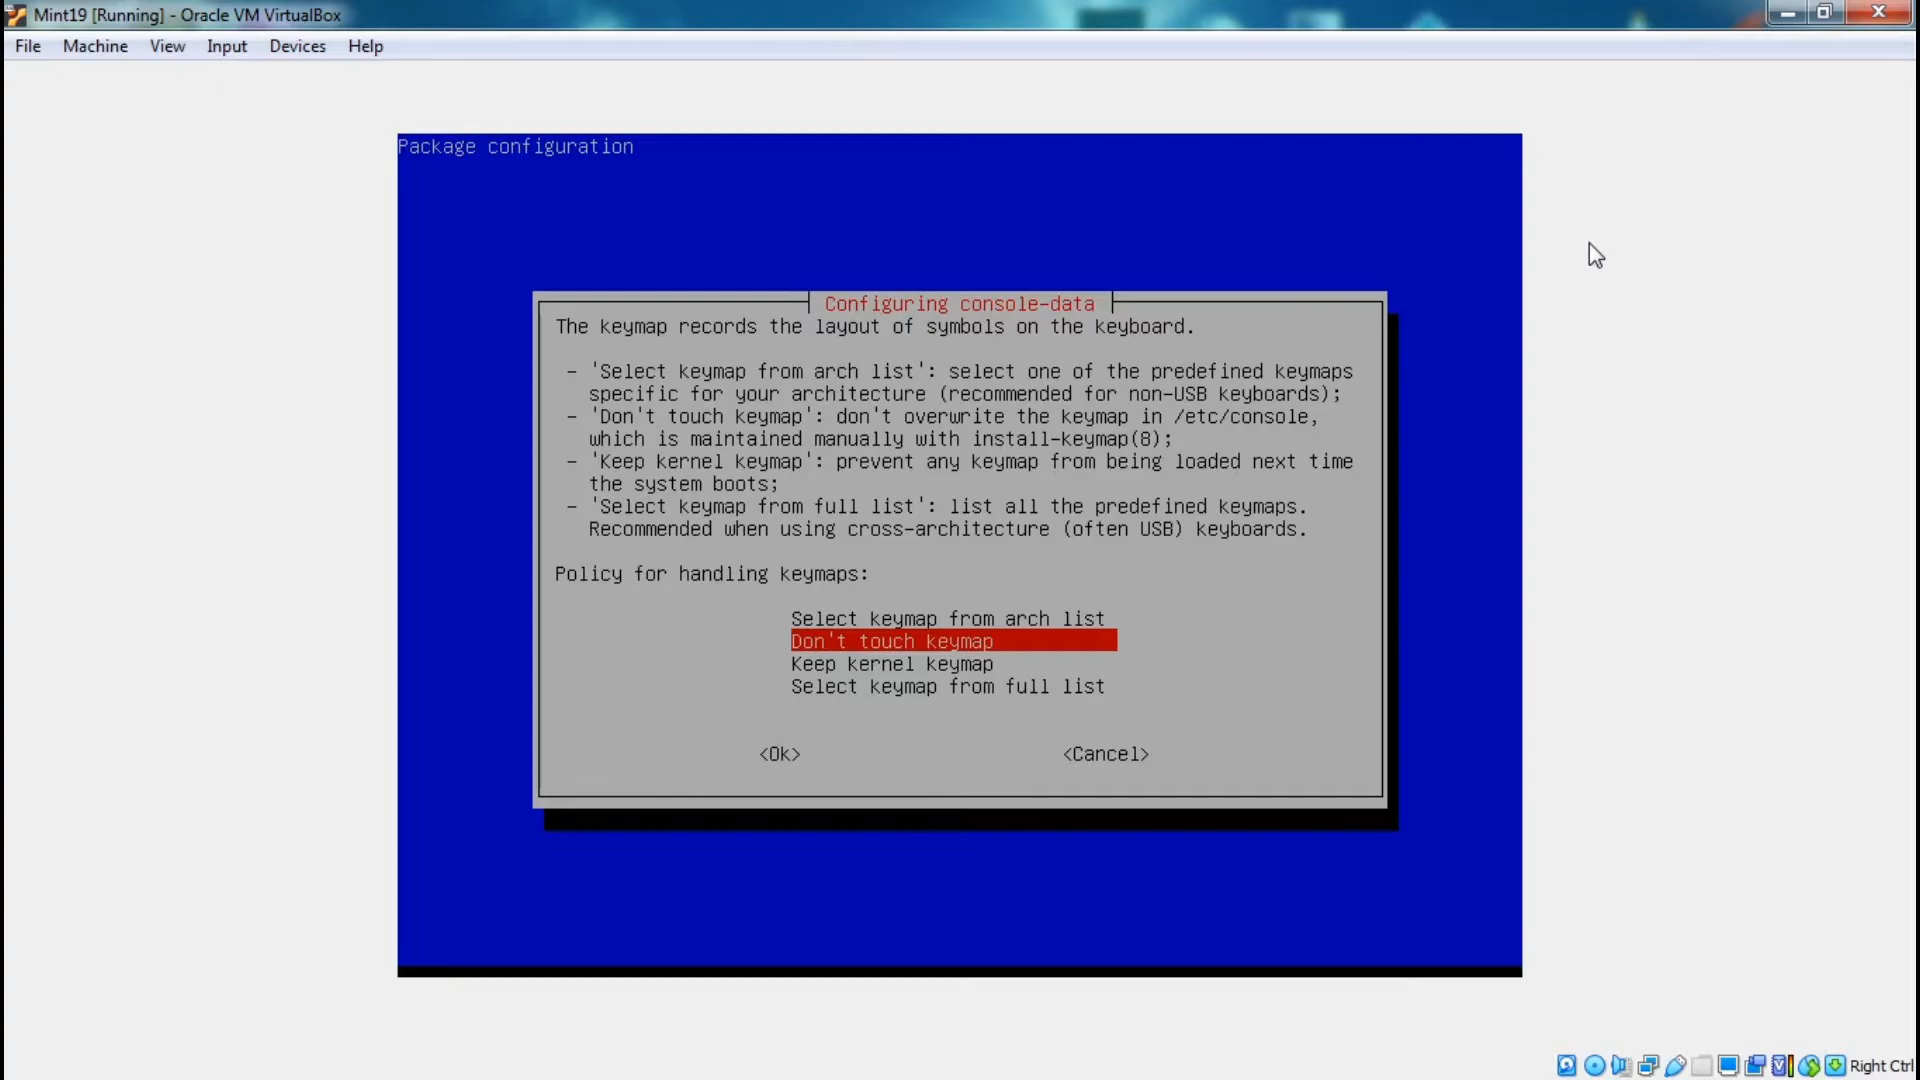 Mint19 [Running] - Oracle VM VirtualBox
File Machine View Input Devices Help
Package configuration
Configuring console-data
The keymap records the layout of symbols on the keyboard.
- 'Select keymap from arch list': select one of the predefined keymaps
specific for your architecture (recommended for non-USB keyboards);
- 'Don't touch keymap': don't overwrite the keymap in /etc/console,
which is maintained manually with install-keymap(8);
- 'Keep kernel keymap': prevent any keymap from being loaded next time
the system boots;
- 'Select keymap from full list': list all the predefined keymaps.
Recommended when using cross-architecture (often USB) keyboards.
Policy for handling keymaps:
Select keymap from arch list
Don't touch keymap
Keep kernel keymap
Select keymap from full list
<Ok> <Cancel>
Right Ctrl